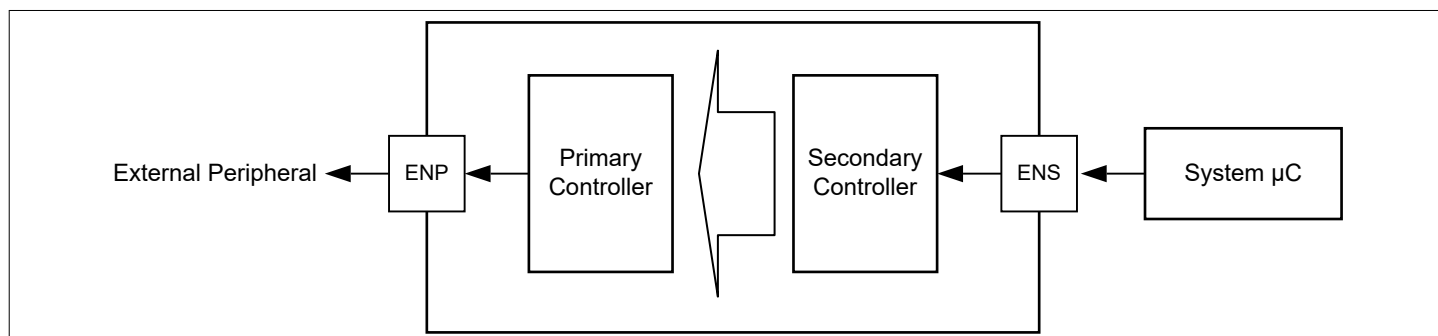 External Peripheral
ENP
Primary
Controller
Secondary
Controller
ENS
System µC